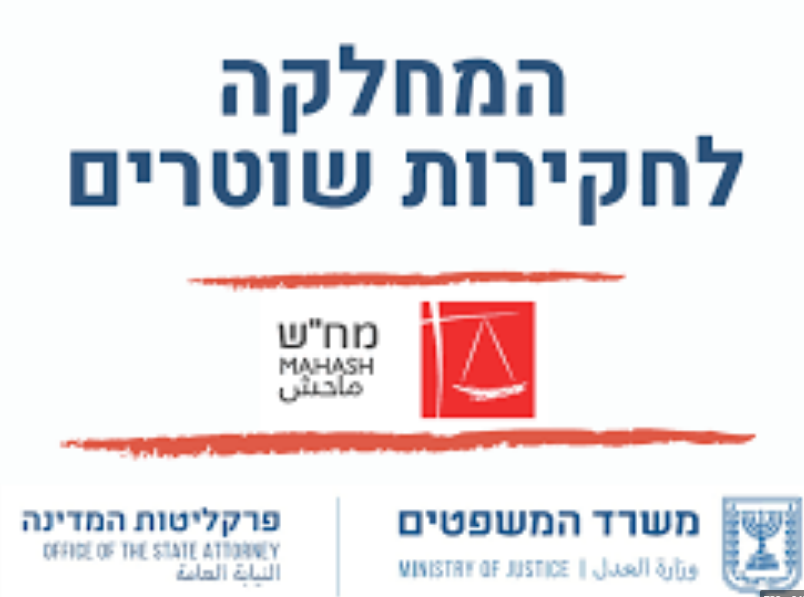 המחלקה
לחקירות שוטרים
מח"ש
MAHASH
ماحش
משרד המשפטים
MINISTRY OF JUSTICE | وزارة العدل
פרקליטות המדינה
OFFICE OF THE STATE ATTORNEY
النيابة العامة